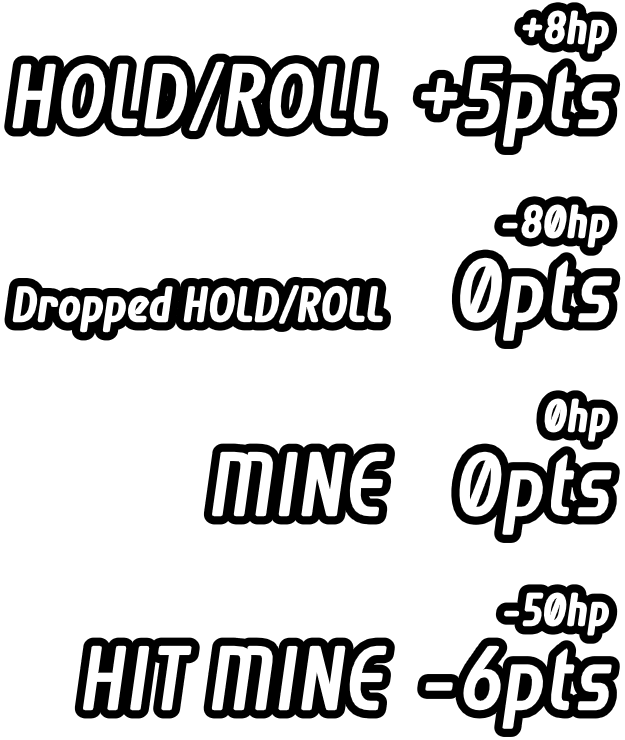 +8hp
HOLD/ROLL +5pts
-80hp
Dropped HOLD/ROLL 0pts
0hp
MINE 0pts
-50hp
HIT MINE -6pts